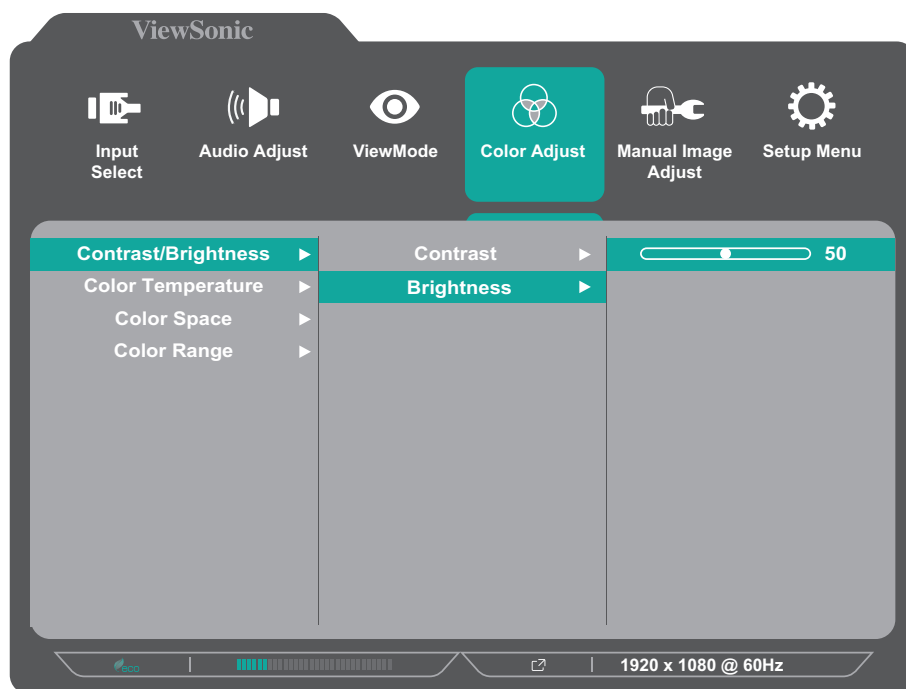 ViewSonic
Input
Select
Audio Adjust
ViewMode
Color Adjust
Manual Image
Adjust
Setup Menu
Contrast/Brightness
Color Temperature
Color Space
Color Range
Contrast
Brightness
50
eco
1920 x 1080 @ 60Hz